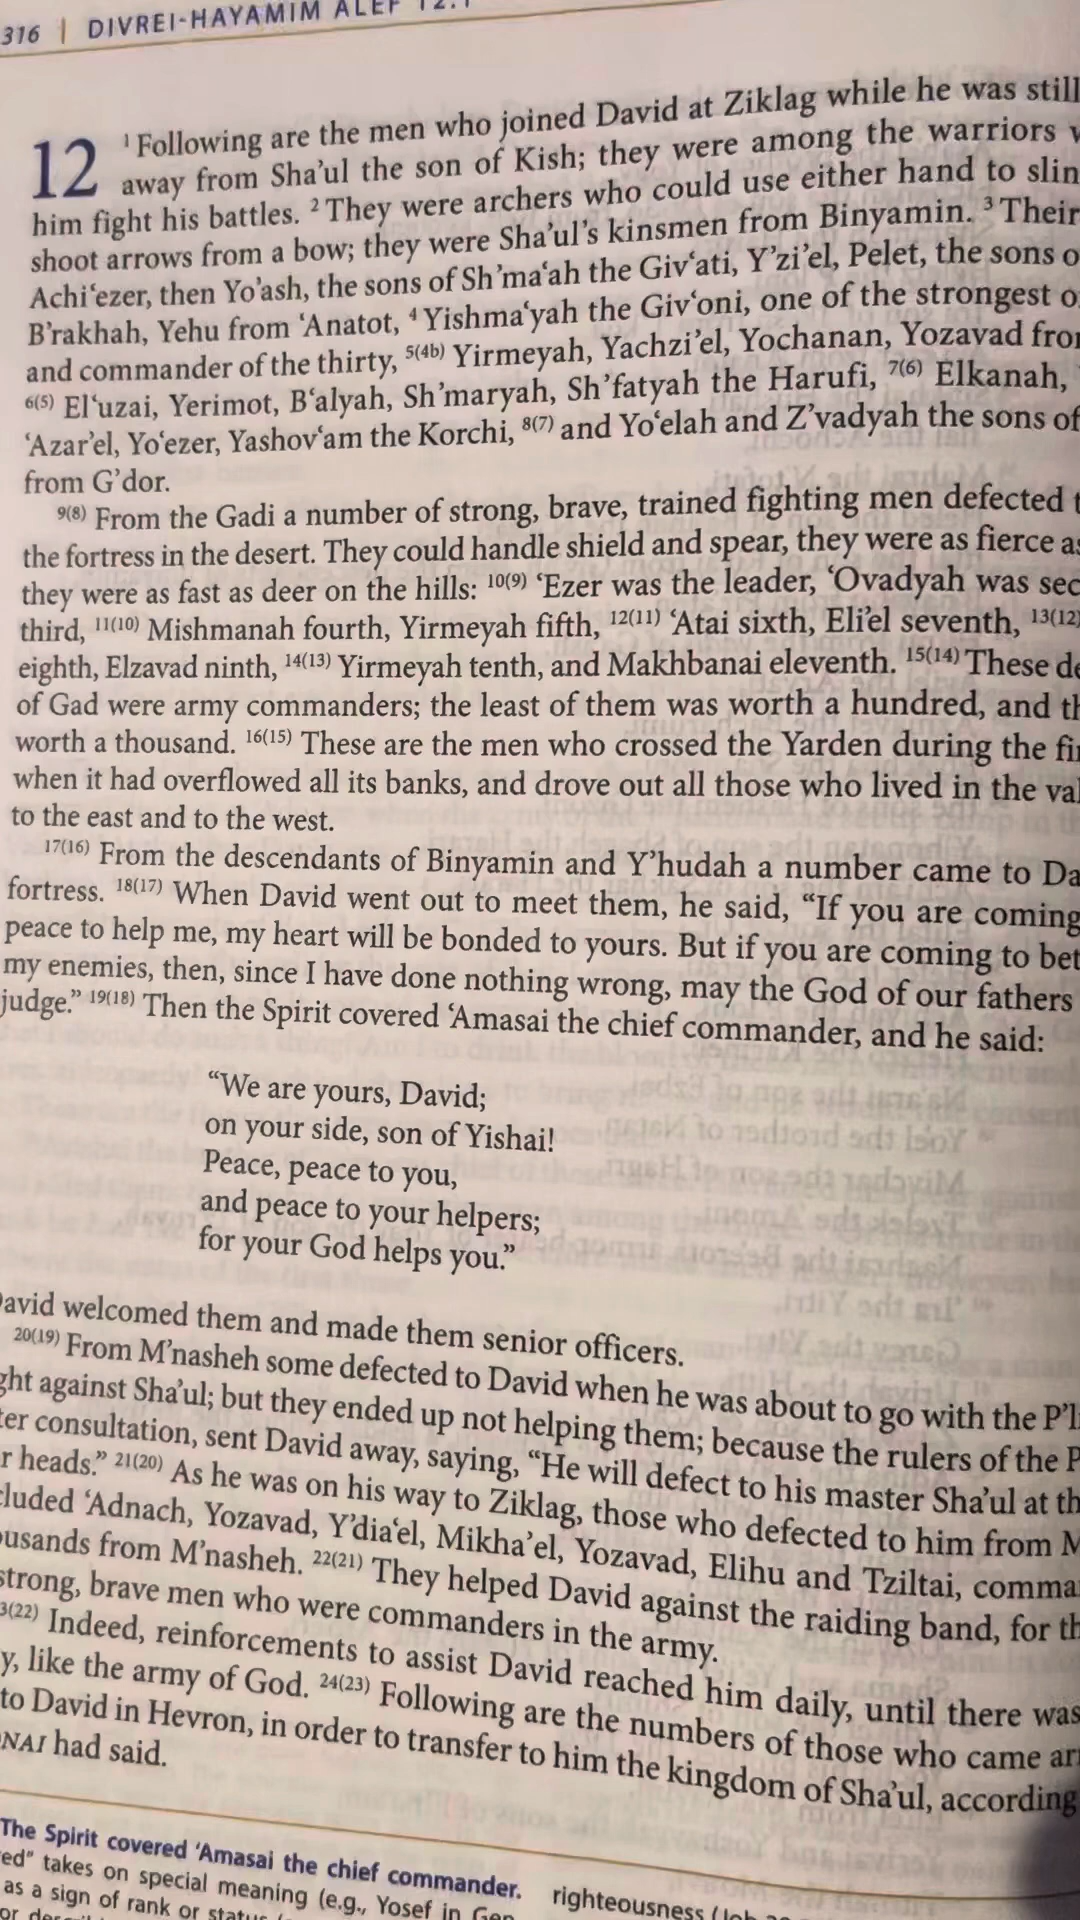 316 | DIVREI-HAYAMIM ALEF 12:1
12 ¹ Following are the men who joined David at Ziklag while he was still
away from Sha’ul the son of Kish; they were among the warriors
him fight his battles. ² They were archers who could use either hand to slin
shoot arrows from a bow; they were Sha’ul’s kinsmen from Binyamin. ³ Their
Achi‘ezer, then Yo’ash, the sons of Sh’ma‘ah the Giv‘ati, Y’zi’el, Pelet, the sons o
B’rakhah, Yehu from ‘Anatot, ⁴ Yishma‘yah the Giv‘oni, one of the strongest o
and commander of the thirty, ⁵⁽⁴ᵇ⁾ Yirmeyah, Yachzi’el, Yochanan, Yozavad fro
⁶⁽⁵⁾ El‘uzai, Yerimot, B‘alyah, Sh’maryah, Sh’fatyah the Harufi, ⁷⁽⁶⁾ Elkanah,
‘Azar’el, Yo‘ezer, Yashov‘am the Korchi, ⁸⁽⁷⁾ and Yo‘elah and Z’vadyah the sons of
from G’dor.
⁹⁽⁸⁾ From the Gadi a number of strong, brave, trained fighting men defected t
the fortress in the desert. They could handle shield and spear, they were as fierce as
they were as fast as deer on the hills: ¹⁰⁽⁹⁾ ‘Ezer was the leader, ‘Ovadyah was sec
third, ¹¹⁽¹⁰⁾ Mishmanah fourth, Yirmeyah fifth, ¹²⁽¹¹⁾ ‘Atai sixth, Eli’el seventh, ¹³⁽¹²⁾
eighth, Elzavad ninth, ¹⁴⁽¹³⁾ Yirmeyah tenth, and Makhbanai eleventh. ¹⁵⁽¹⁴⁾ These de
of Gad were army commanders; the least of them was worth a hundred, and th
worth a thousand. ¹⁶⁽¹⁵⁾ These are the men who crossed the Yarden during the fir
when it had overflowed all its banks, and drove out all those who lived in the val
to the east and to the west.
¹⁷⁽¹⁶⁾ From the descendants of Binyamin and Y’hudah a number came to Da
fortress. ¹⁸⁽¹⁷⁾ When David went out to meet them, he said, “If you are coming
peace to help me, my heart will be bonded to yours. But if you are coming to bet
my enemies, then, since I have done nothing wrong, may the God of our fathers
judge.” ¹⁹⁽¹⁸⁾ Then the Spirit covered ‘Amasai the chief commander, and he said:
“We are yours, David;
on your side, son of Yishai!
Peace, peace to you,
and peace to your helpers;
for your God helps you.”
David welcomed them and made them senior officers.
²⁰⁽¹⁹⁾ From M’nasheh some defected to David when he was about to go with the P’l
ght against Sha’ul; but they ended up not helping them; because the rulers of the P
ter consultation, sent David away, saying, “He will defect to his master Sha’ul at th
r heads.” ²¹⁽²⁰⁾ As he was on his way to Ziklag, those who defected to him from M
cluded ‘Adnach, Yozavad, Y’dia‘el, Mikha’el, Yozavad, Elihu and Tziltai, comma
ousands from M’nasheh. ²²⁽²¹⁾ They helped David against the raiding band, for th
strong, brave men who were commanders in the army.
3⁽²²⁾ Indeed, reinforcements to assist David reached him daily, until there was
y, like the army of God. ²⁴⁽²³⁾ Following are the numbers of those who came ar
to David in Hevron, in order to transfer to him the kingdom of Sha’ul, according
NAI had said.
The Spirit covered ‘Amasai the chief commander.
ed” takes on special meaning (e.g., Yosef in Gen
as a sign of rank or status
righteousness (Job